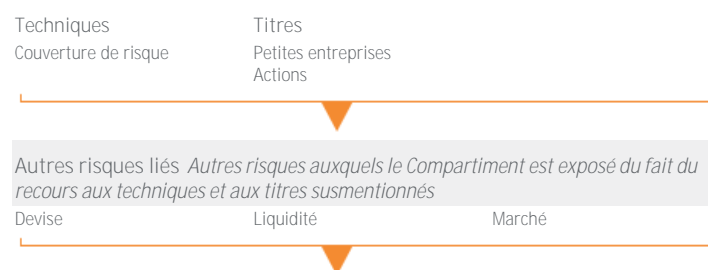 Techniques Titres
Couverture de risque Petites entreprises
Actions
Autres risques liés Autres risques auxquels le Compartiment est exposé du fait du
recours aux techniques et aux titres susmentionnés
Devise Liquidité Marché